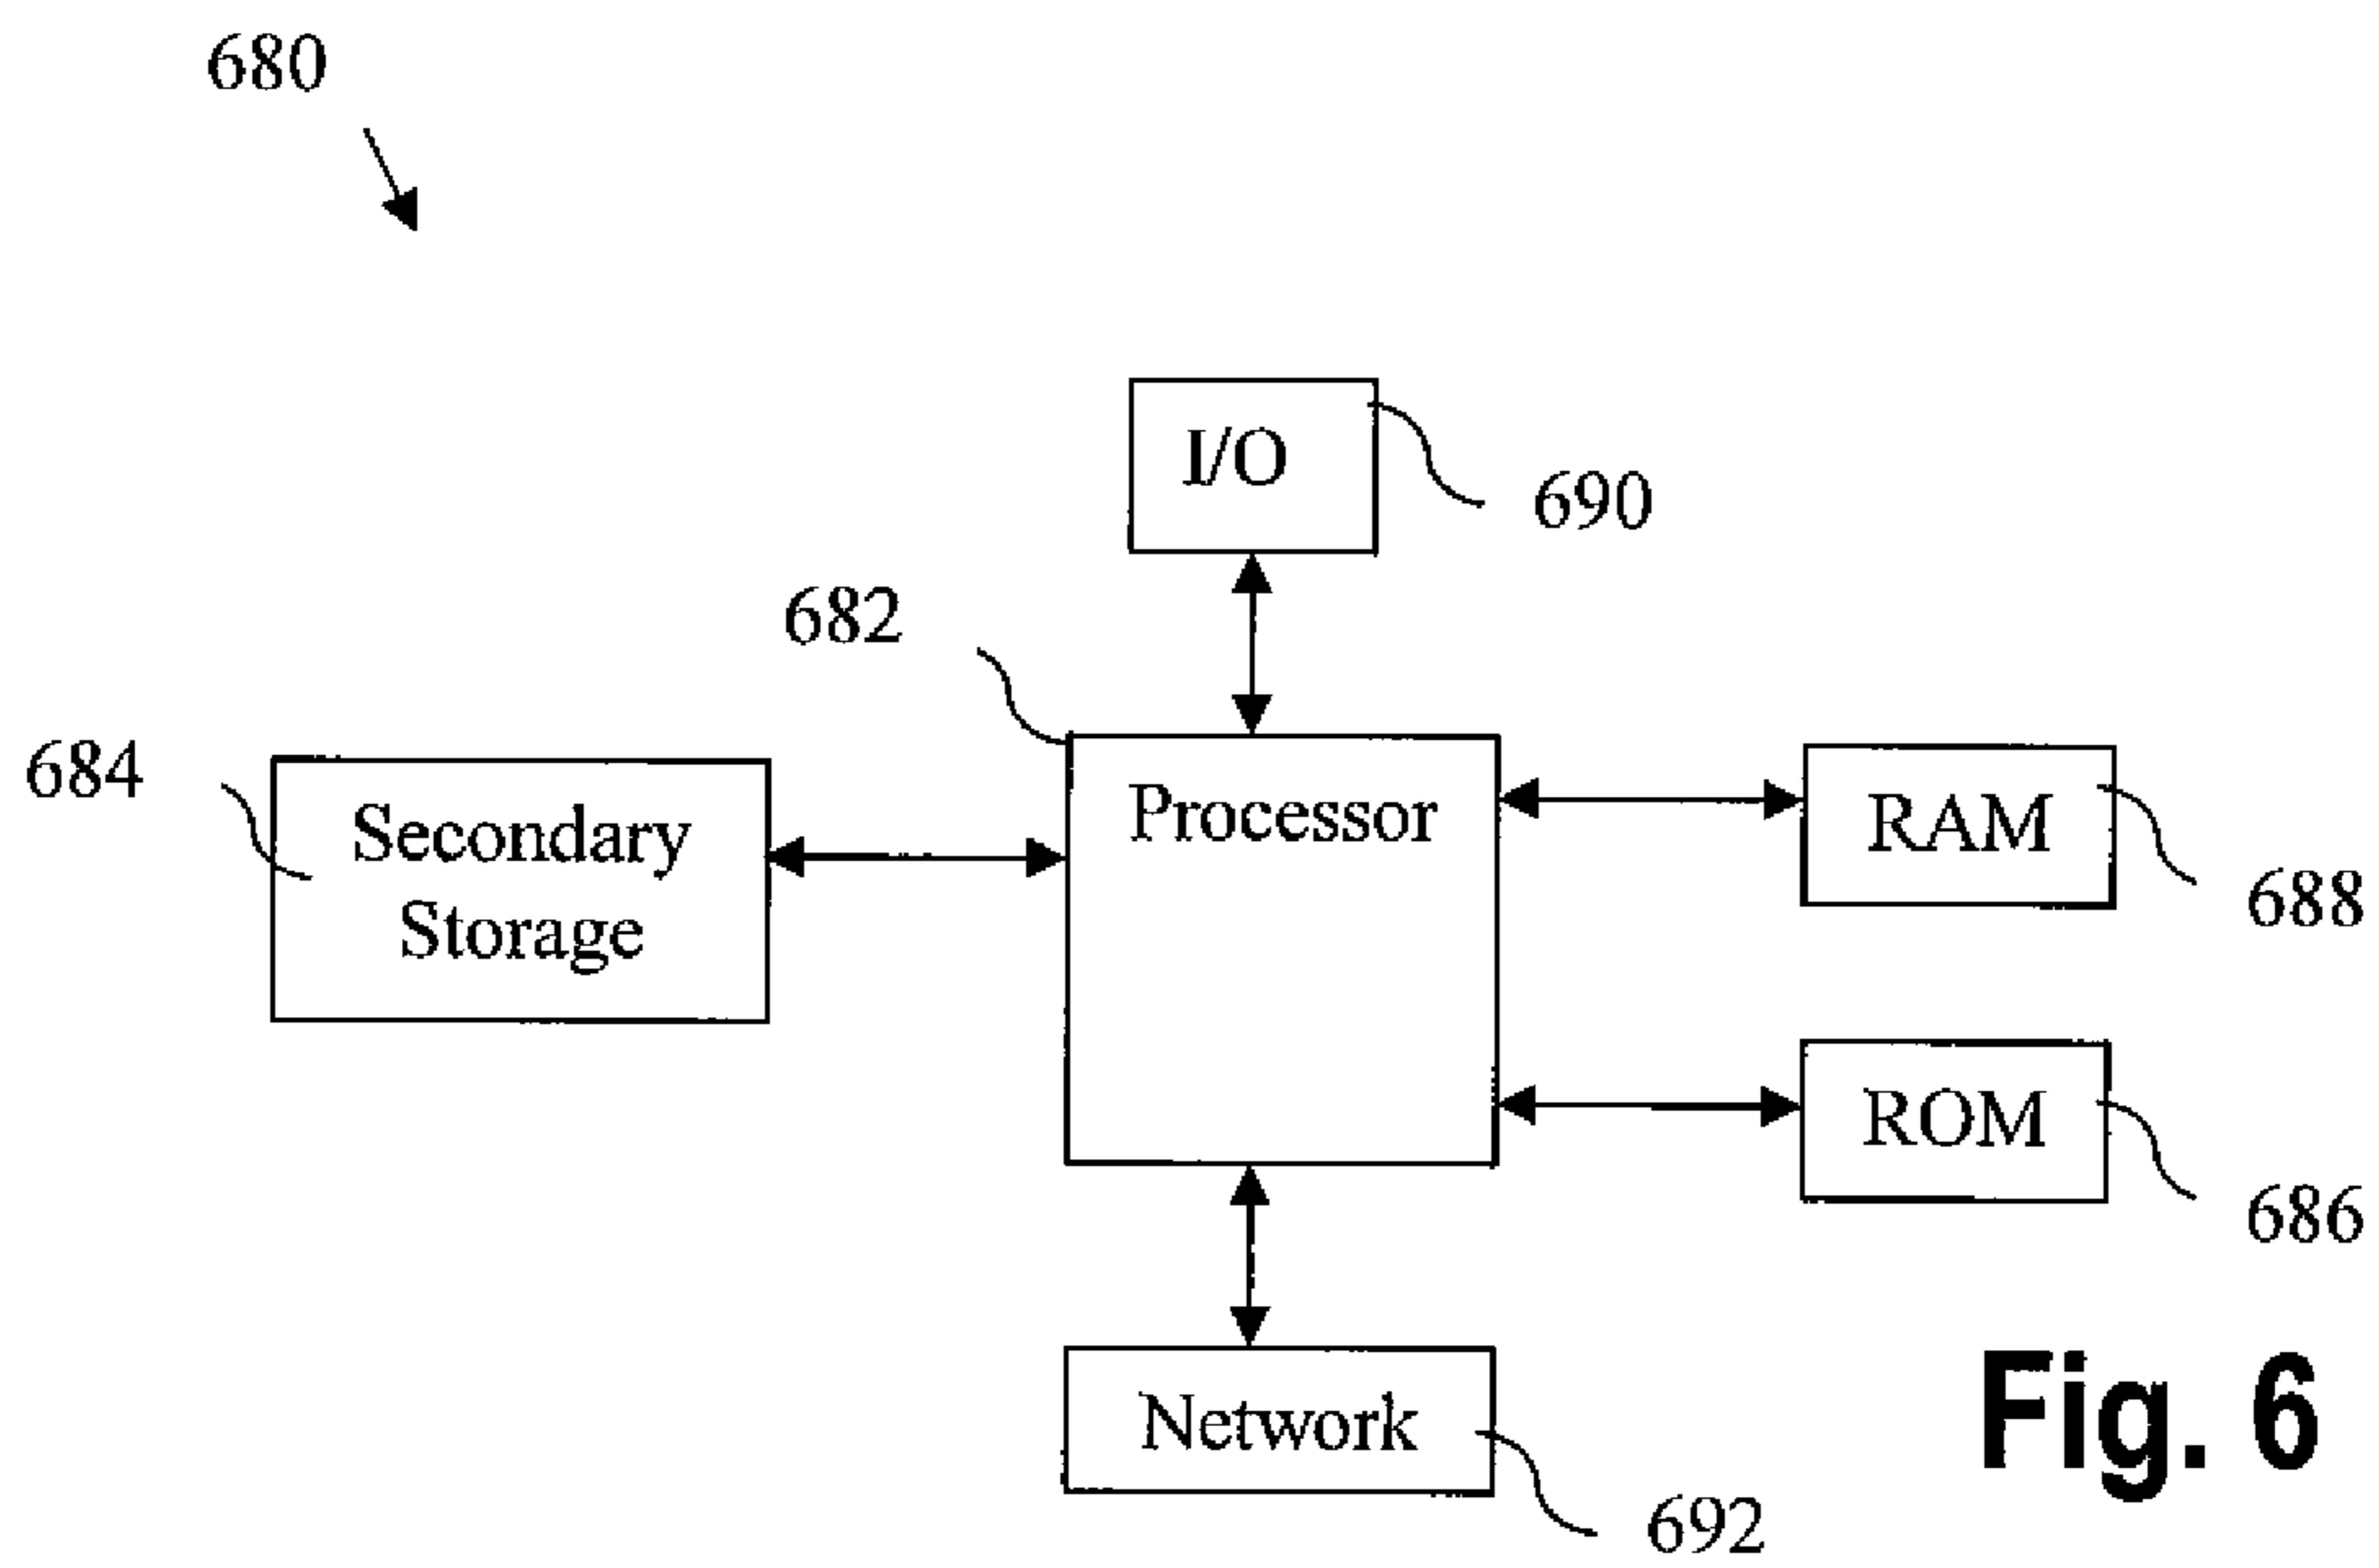 680
I/O
690
682
684
Secondary
Storage
Processor
RAM
688
ROM
686
Network
692
Fig. 6